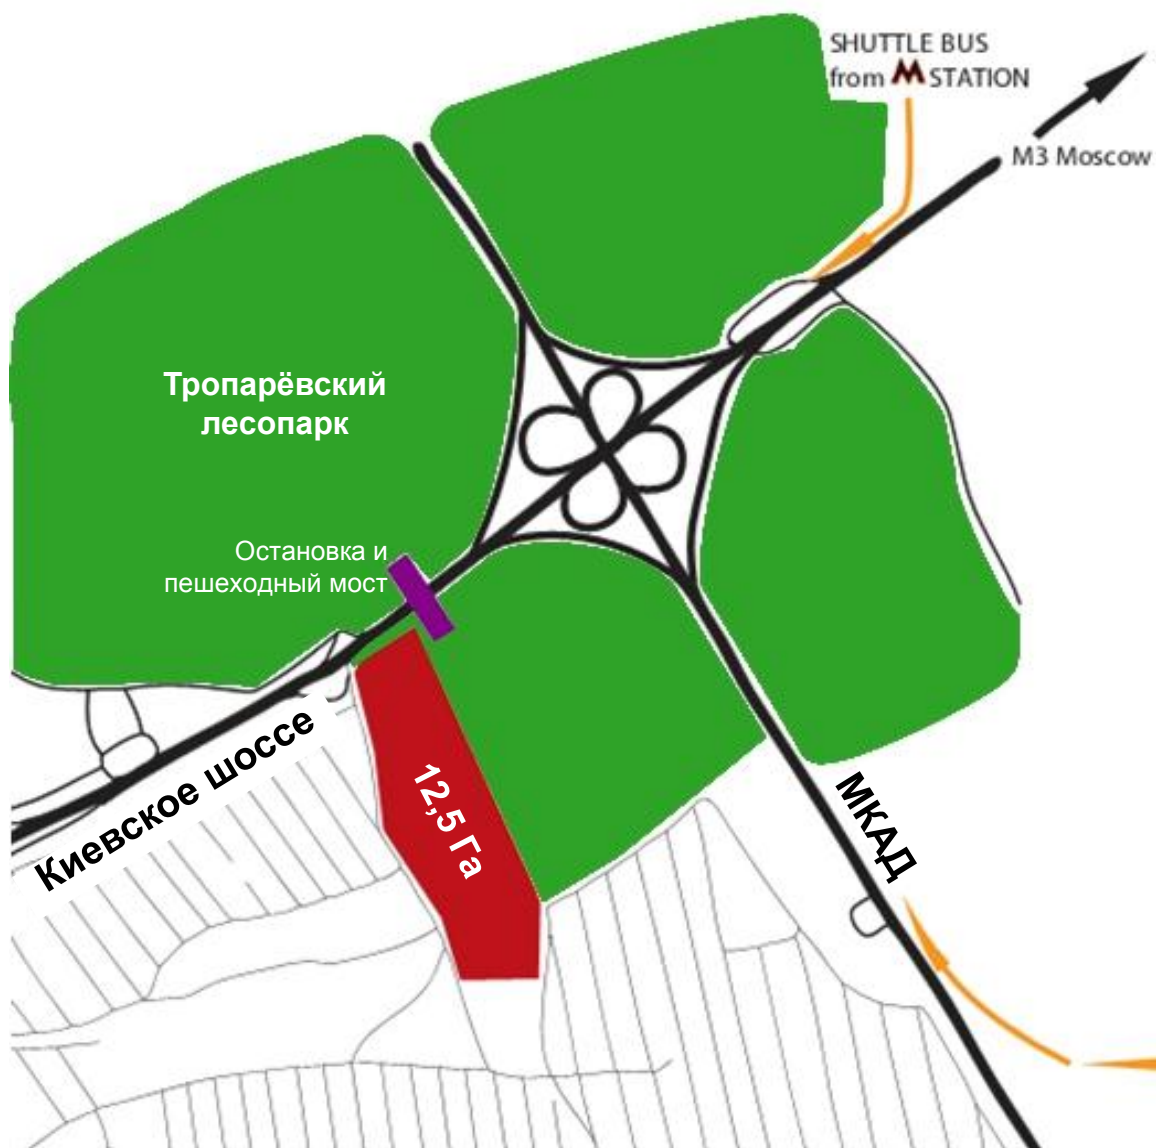 SHUTTLE BUS
from M STATION
M3 Moscow
Тропарёвский
лесопарк
Остановка и
пешеходный мост
Киевское шоссе
12,5 Га
МКАД